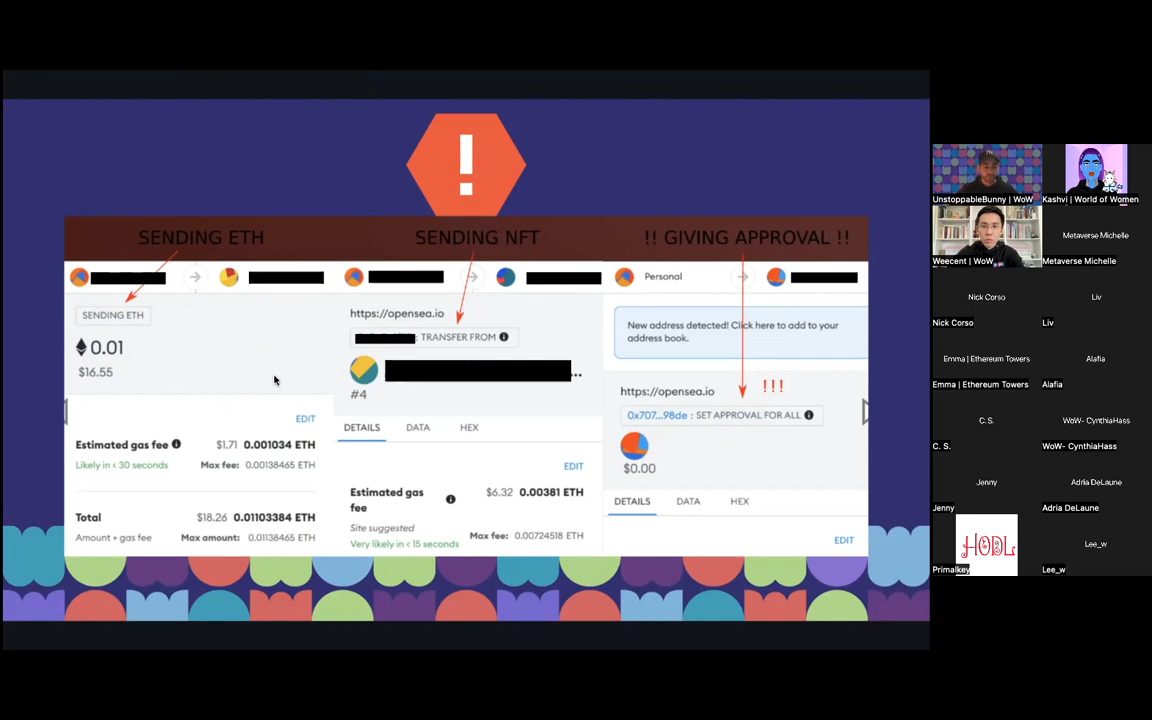 !
SENDING ETH
SENDING NFT
!! GIVING APPROVAL !!
SENDING ETH
0.01
$16.55
EDIT
Estimated gas fee $1.71 0.001034 ETH
Likely in < 30 seconds Max fee: 0.00138465 ETH
Total $18.26 0.01103384 ETH
Amount + gas fee Max amount: 0.01138465 ETH
https://opensea.io
: TRANSFER FROM
...
#4
DETAILS DATA HEX
EDIT
Estimated gas
fee
$6.32 0.00381 ETH
Site suggested
Very likely in < 15 seconds Max fee: 0.00724518 ETH
Personal
New address detected! Click here to add to your
address book.
https://opensea.io
!!!
0x707...98de : SET APPROVAL FOR ALL
$0.00
DETAILS DATA HEX
EDIT
UnstoppableBunny | WoW
Kashvi | World of Women
Weecent | WoW
Metaverse Michelle
Metaverse Michelle
Nick Corso
Nick Corso
Liv
Liv
Emma | Ethereum Towers
Emma | Ethereum Towers
Alafia
Alafia
C. S.
C. S.
WoW- CynthiaHass
WoW- CynthiaHass
Jenny
Jenny
Adria DeLaune
Adria DeLaune
HODL
Primalkey
Lee_w
Lee_w